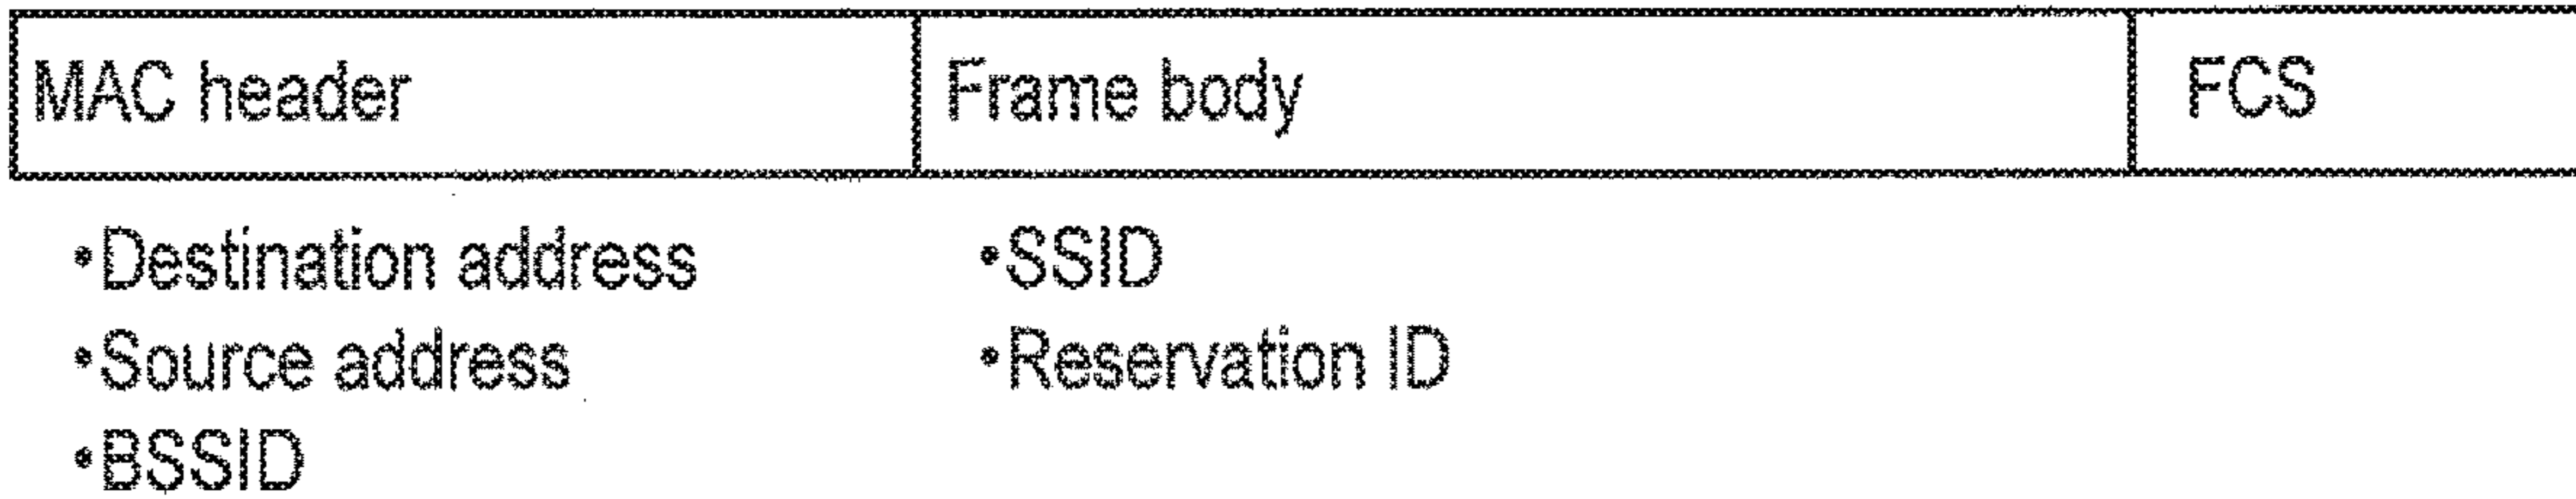 MAC header Frame body FCS
•Destination address •SSID
•Source address •Reservation ID
•BSSID